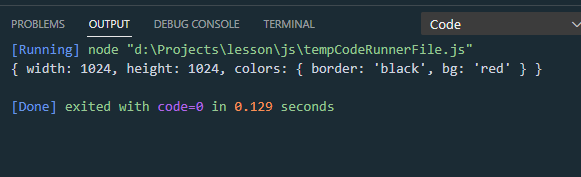 PROBLEMS OUTPUT DEBUG CONSOLE TERMINAL Code
[Running] node "d:\Projects\lesson\js\tempCodeRunnerFile.js"
{ width: 1024, height: 1024, colors: { border: 'black', bg: 'red' } }
[Done] exited with code=0 in 0.129 seconds